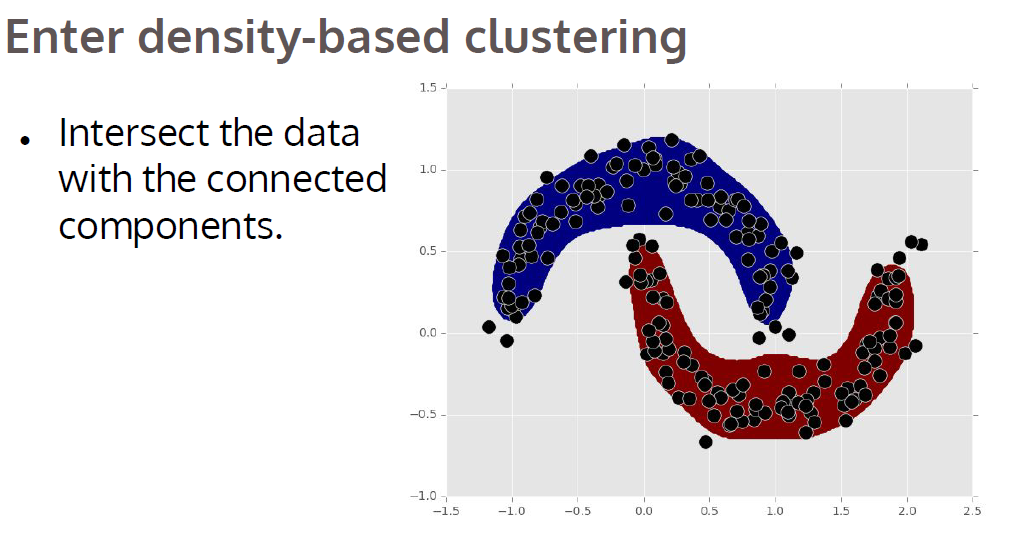 Enter density-based clustering
• Intersect the data
with the connected
components.
1.5
1.0
0.5
0.0
−0.5
−1.0
−1.5 −1.0 −0.5 0.0 0.5 1.0 1.5 2.0 2.5